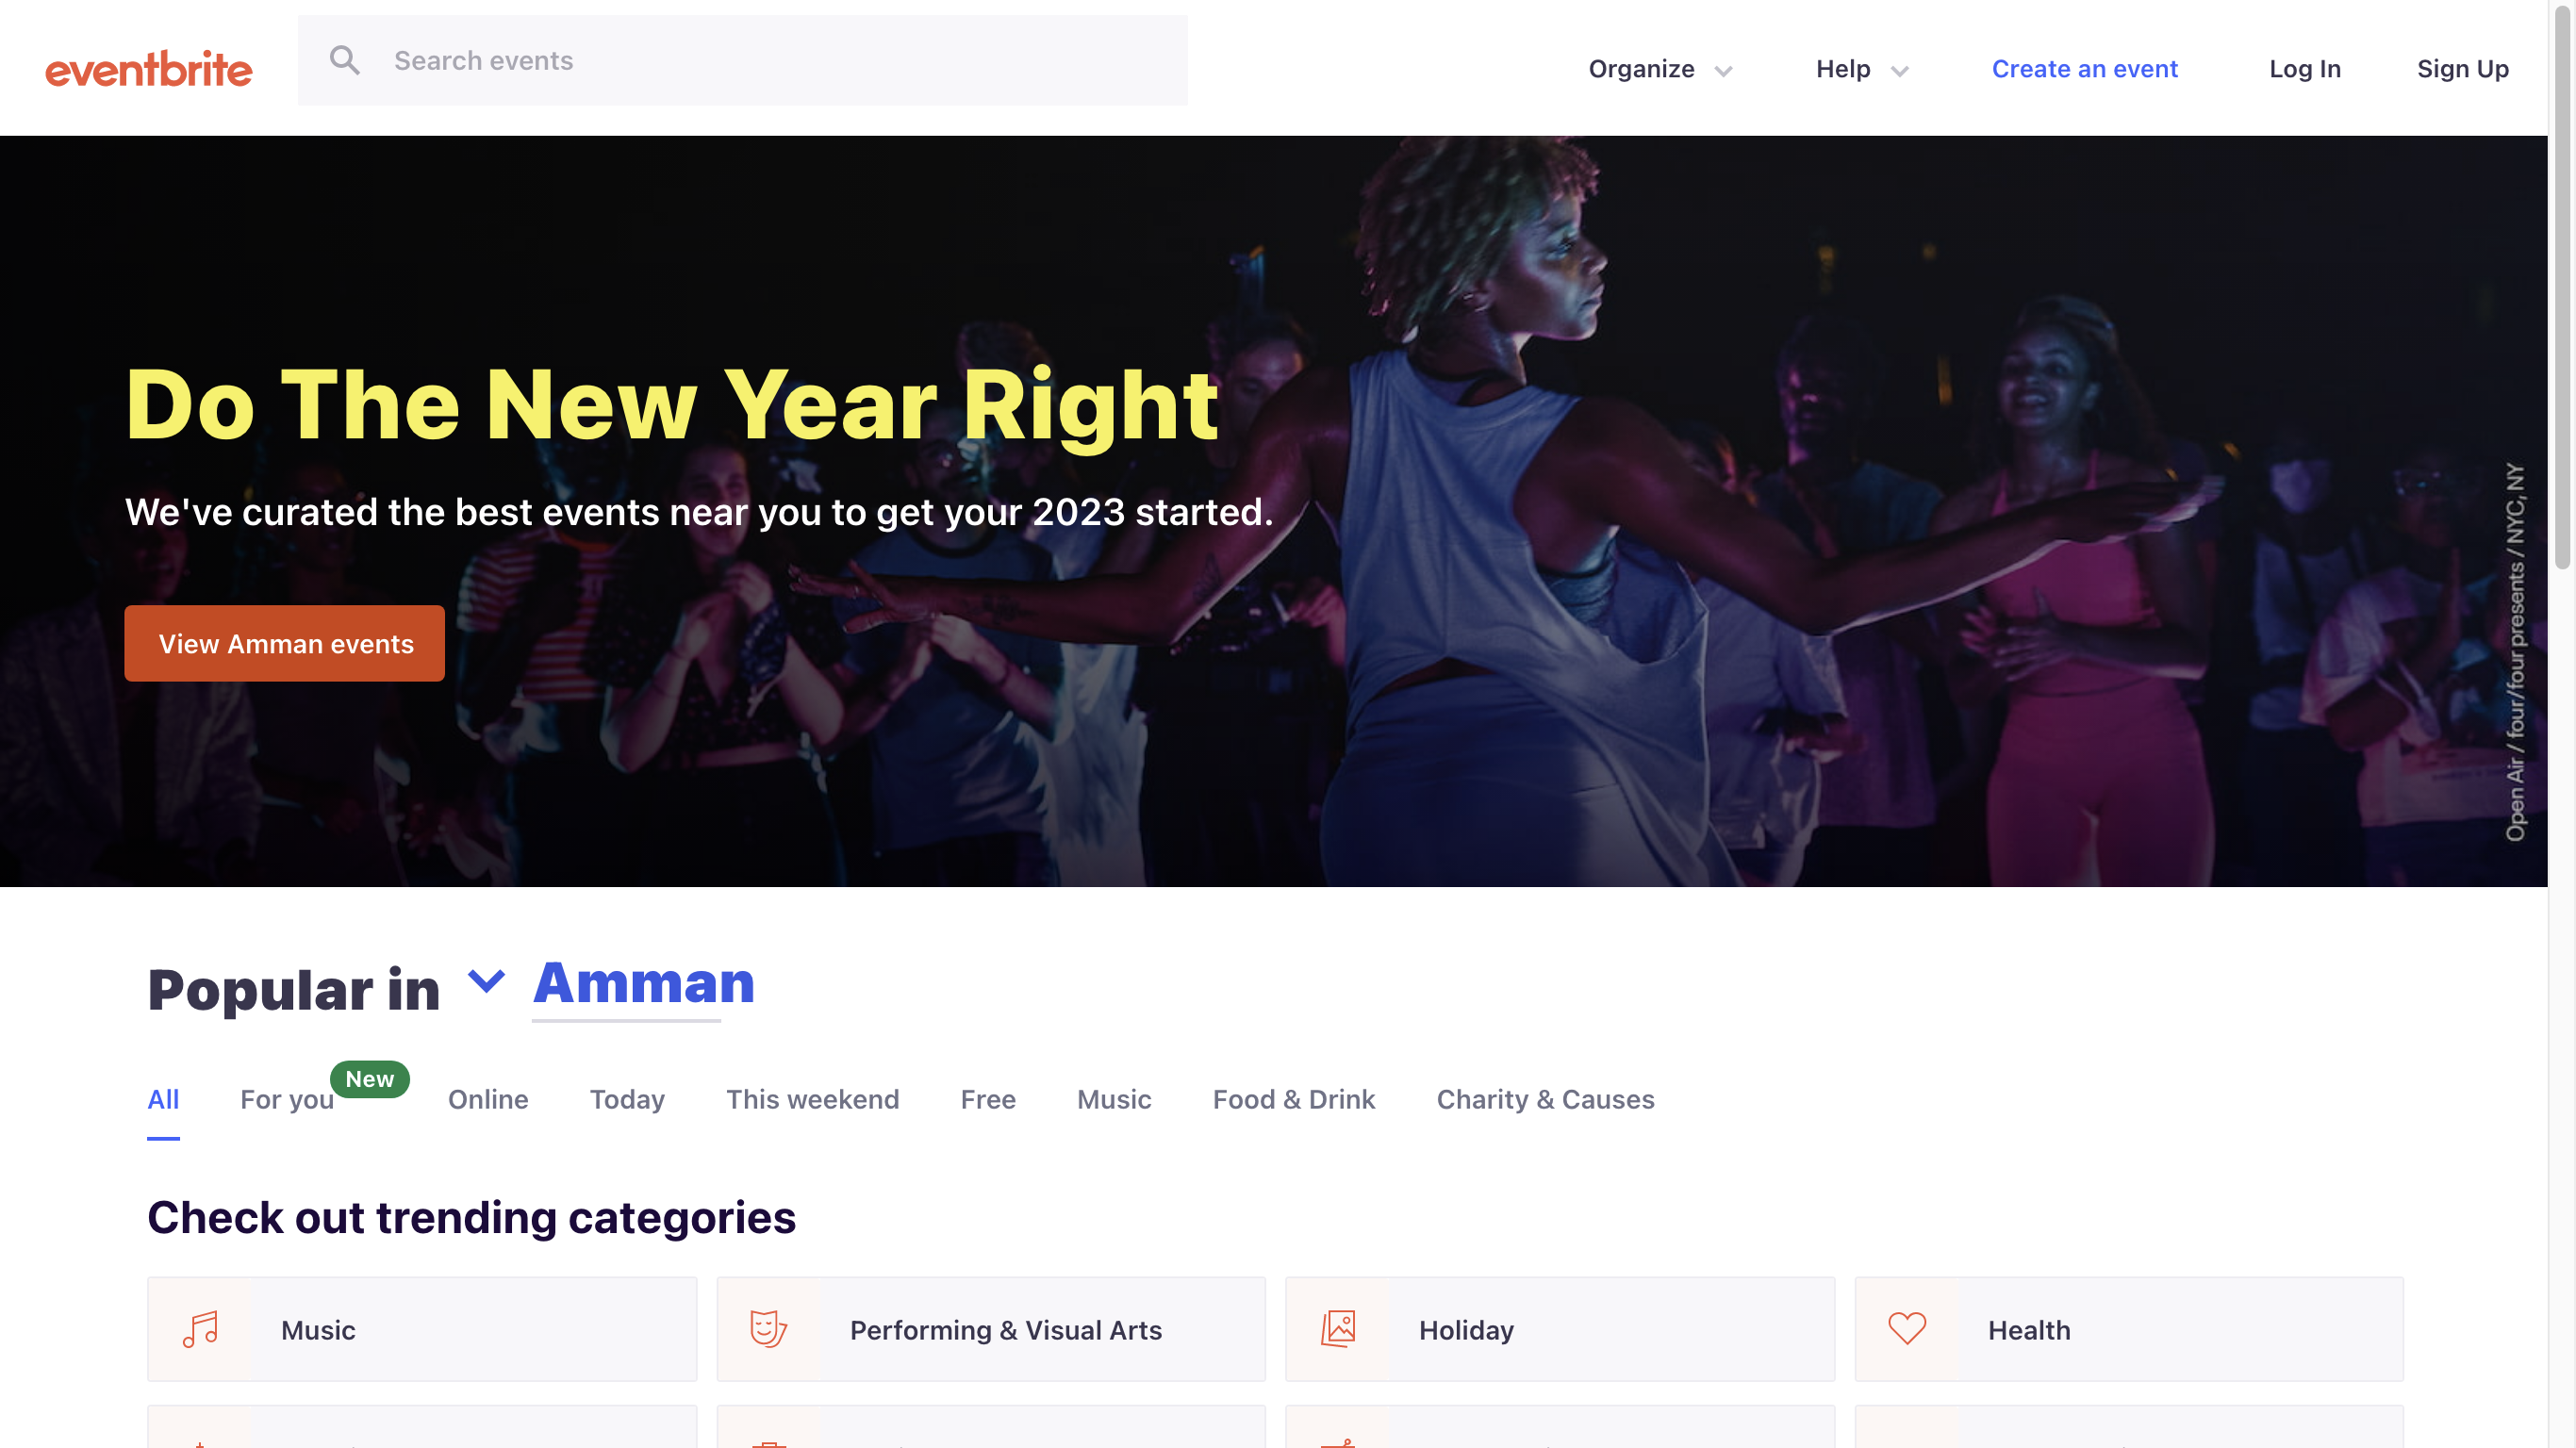 eventbrite
Search events
Organize
Help
Create an event
Log In
Sign Up
Do The New Year Right
We've curated the best events near you to get your 2023 started.
View Amman events
Open Air / four/four presents / NYC, NY
Popular in Amman
All
For you
New
Online
Today
This weekend
Free
Music
Food & Drink
Charity & Causes
Check out trending categories
Music
Performing & Visual Arts
Holiday
Health